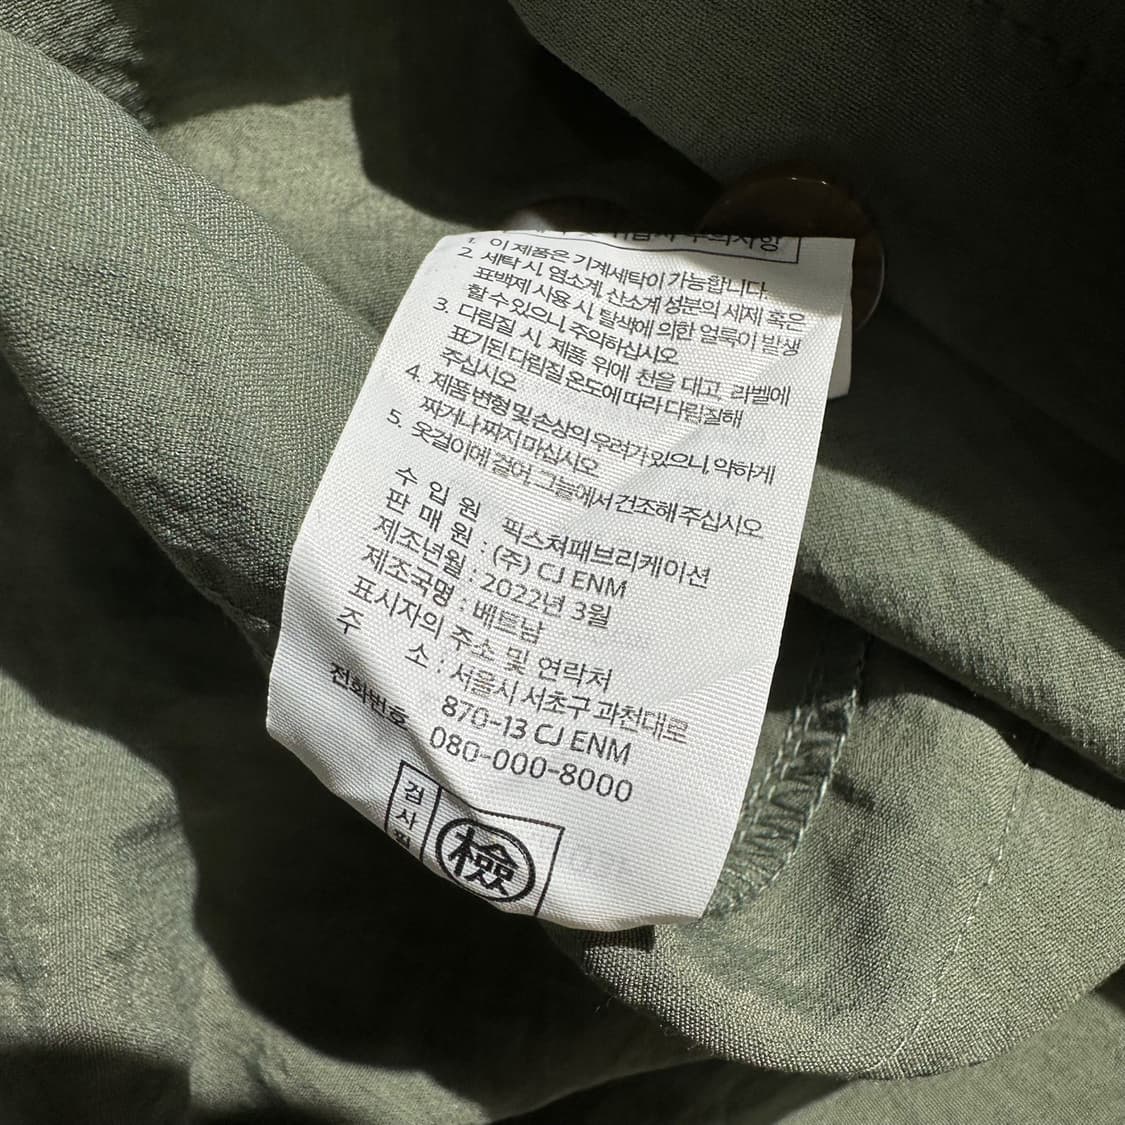 취급시 주의사항
1. 이 제품은 기계세탁이 가능합니다.
2. 세탁 시, 염소계, 산소계 성분의 세제 혹은
표백제 사용 시, 탈색에 의한 얼룩이 발생
할 수 있으니, 주의하십시오
3. 다림질 시, 제품 위에 천을 대고, 라벨에
표기된 다림질 온도에 따라 다림질해
주십시오
4. 제품 변형 및 손상의 우려가 있으니, 약하게
짜거나 짜지 마십시오
5. 옷걸이에 걸어, 그늘에서 건조해 주십시오
수 입 원 픽스쳐패브리케이션
판 매 원 : (주) CJ ENM
제조년월 : 2022년 3월
제조국명 : 베트남
표시자의 주소 및 연락처
주 소 : 서울시 서초구 과천대로
870-13 CJ ENM
전화번호 080-000-8000
검사필
檢